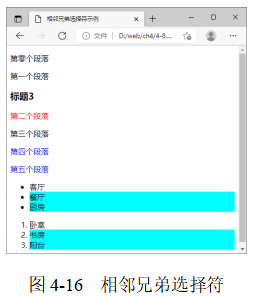 相邻兄弟选择符示例
文件 | D:/web/ch4/4-8...
第零个段落
第一个段落
标题3
第二个段落
第三个段落
第四个段落
第五个段落
• 客厅
• 餐厅
• 厨房
1. 卧室
2. 书房
3. 阳台
图 4-16 相邻兄弟选择符